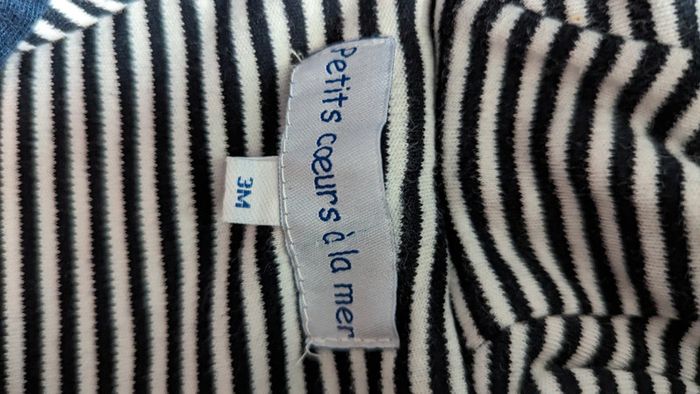 Petits cœurs à la mer
3M